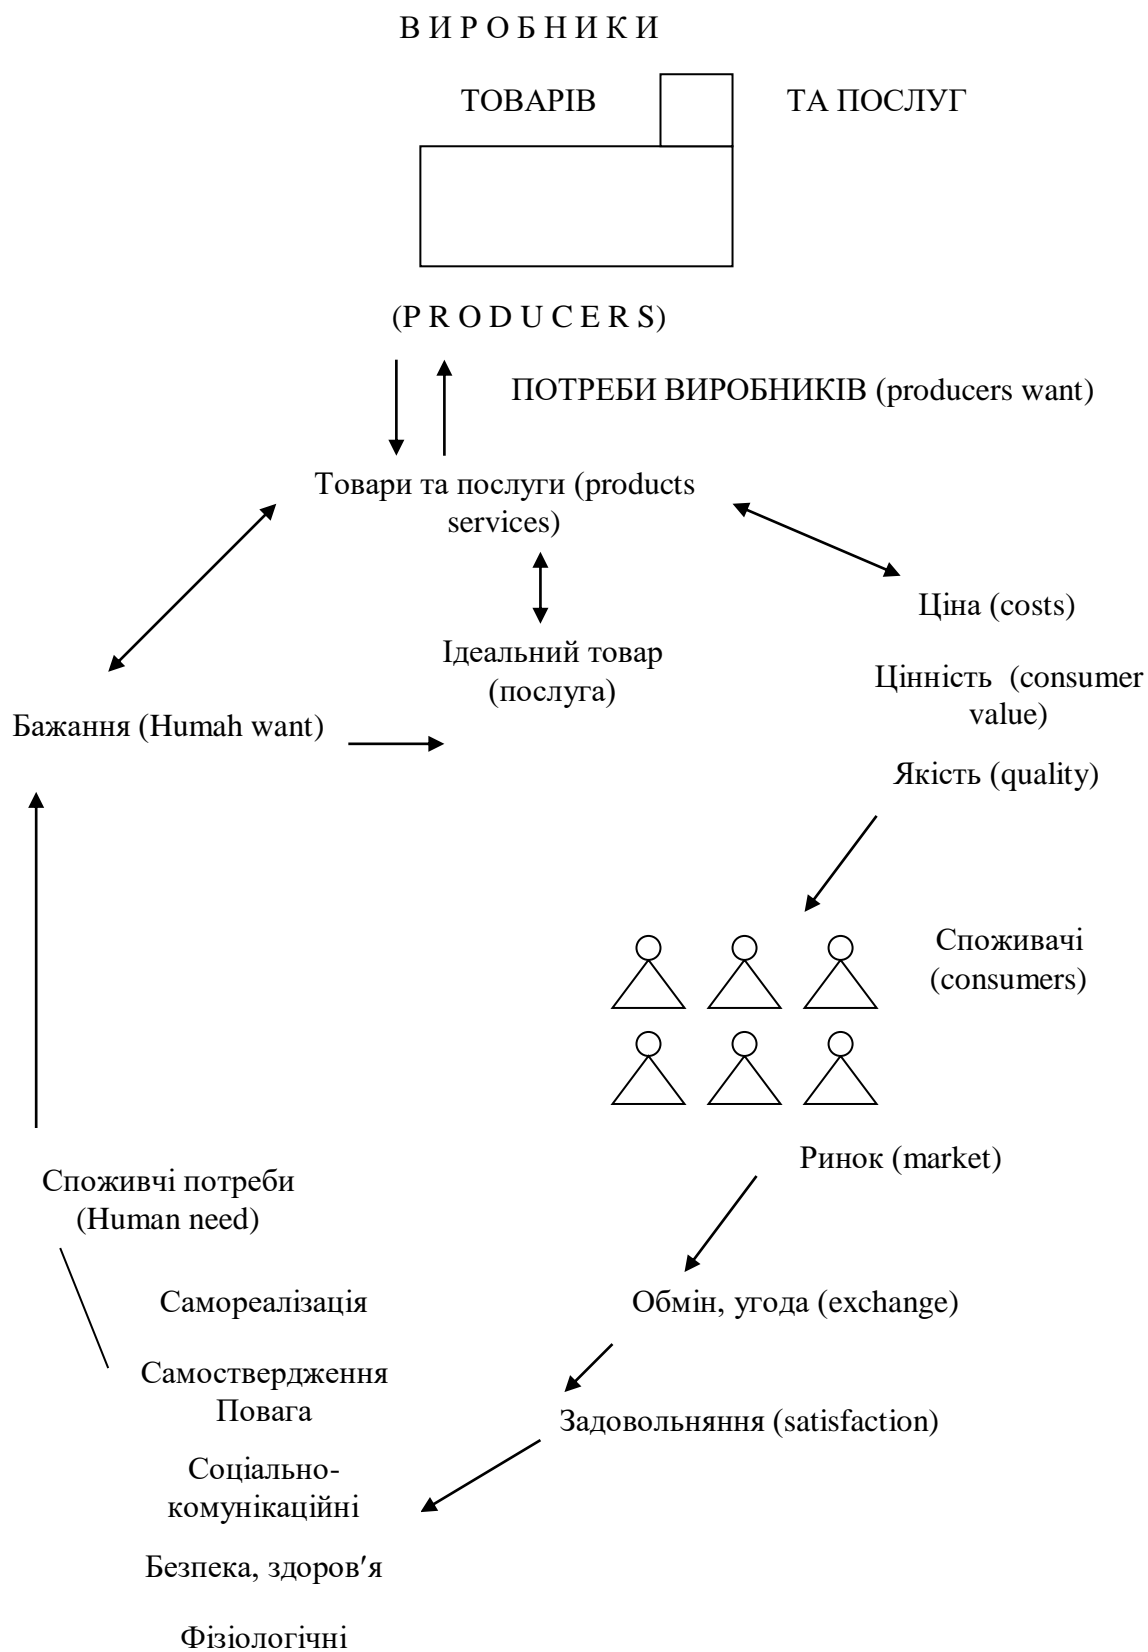 В И Р О Б Н И К И
ТОВАРІВ ТА ПОСЛУГ
(P R O D U C E R S)
ПОТРЕБИ ВИРОБНИКІВ (producers want)
Товари та послуги (products
services)
Ціна (costs)
Ідеальний товар
(послуга)
Цінність (consumer
value)
Бажання (Humah want)
Якість (quality)
Споживачі
(consumers)
Ринок (market)
Споживчі потреби
(Human need)
Самореалізація
Обмін, угода (exchange)
Самоствердження
Повага
Задовольняння (satisfaction)
Соціально-
комунікаційні
Безпека, здоров′я
Фізіологічні